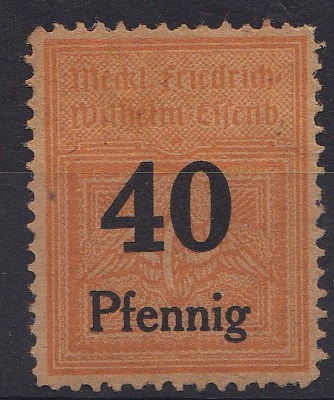 Meckl. Friedrich-
Wilhelm-Eisenb.
40
Pfennig